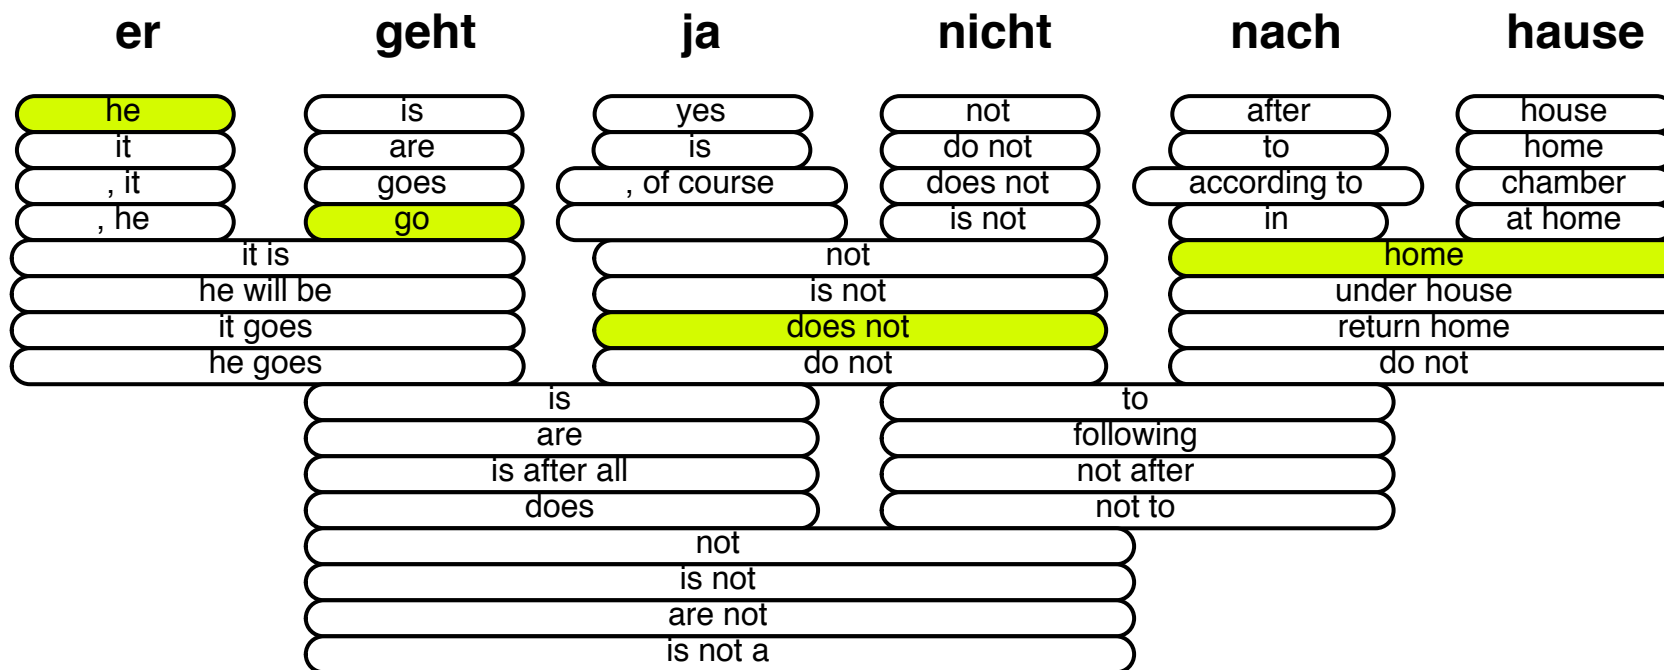 er geht ja nicht nach hause
he is yes not after house
it are is do not to home
, it goes , of course does not according to chamber
, he go is not in at home
it is not home
he will be is not under house
it goes does not return home
he goes do not do not
is to
are following
is after all not after
does not to
not
is not
are not
is not a